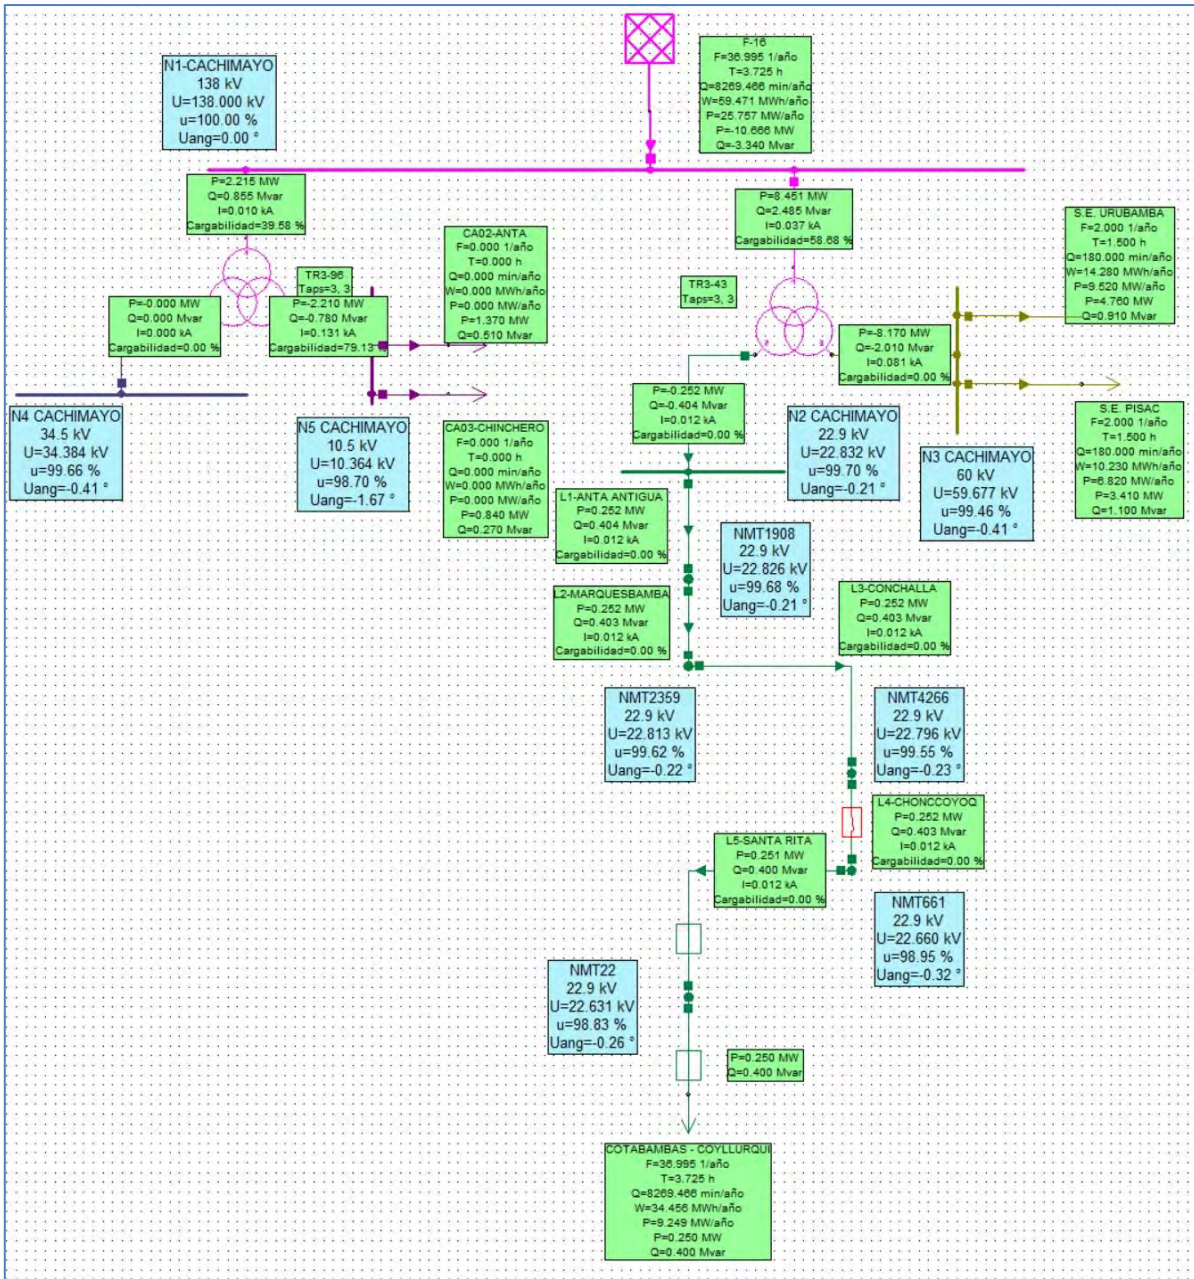 N1-CACHIMAYO
138 kV
U=138.000 kV
u=100.00 %
Uang=0.00 °
F-16
F=36.995 1/año
T=3.725 h
Q=8269.466 min/año
W=59.471 MWh/año
P=25.757 MW/año
P=-10.666 MW
Q=-3.340 Mvar
P=2.215 MW
Q=0.855 Mvar
I=0.010 kA
Cargabilidad=39.58 %
P=8.451 MW
Q=2.485 Mvar
I=0.037 kA
Cargabilidad=58.68 %
S.E. URUBAMBA
F=2.000 1/año
T=1.500 h
Q=180.000 min/año
W=14.280 MWh/año
P=9.520 MW/año
P=4.760 MW
Q=0.910 Mvar
CA02-ANTA
F=0.000 1/año
T=0.000 h
Q=0.000 min/año
W=0.000 MWh/año
P=0.000 MW/año
P=1.370 MW
Q=0.510 Mvar
TR3-96
Taps=3, 3
TR3-43
Taps=3, 3
P=-0.000 MW
Q=0.000 Mvar
I=0.000 kA
Cargabilidad=0.00 %
P=-2.210 MW
Q=-0.780 Mvar
I=0.131 kA
Cargabilidad=79.13 %
P=-8.170 MW
Q=-2.010 Mvar
I=0.081 kA
Cargabilidad=0.00 %
P=-0.252 MW
Q=-0.404 Mvar
I=0.012 kA
Cargabilidad=0.00 %
N4 CACHIMAYO
34.5 kV
U=34.384 kV
u=99.66 %
Uang=-0.41 °
N5 CACHIMAYO
10.5 kV
U=10.364 kV
u=98.70 %
Uang=-1.67 °
CA03-CHINCHERO
F=0.000 1/año
T=0.000 h
Q=0.000 min/año
W=0.000 MWh/año
P=0.000 MW/año
P=0.840 MW
Q=0.270 Mvar
N2 CACHIMAYO
22.9 kV
U=22.832 kV
u=99.70 %
Uang=-0.21 °
N3 CACHIMAYO
60 kV
U=59.677 kV
u=99.46 %
Uang=-0.41 °
S.E. PISAC
F=2.000 1/año
T=1.500 h
Q=180.000 min/año
W=10.230 MWh/año
P=6.820 MW/año
P=3.410 MW
Q=1.100 Mvar
L1-ANTA ANTIGUA
P=0.252 MW
Q=0.404 Mvar
I=0.012 kA
Cargabilidad=0.00 %
NMT1908
22.9 kV
U=22.826 kV
u=99.68 %
Uang=-0.21 °
L2-MARQUESBAMBA
P=0.252 MW
Q=0.403 Mvar
I=0.012 kA
Cargabilidad=0.00 %
L3-CONCHALLA
P=0.252 MW
Q=0.403 Mvar
I=0.012 kA
Cargabilidad=0.00 %
NMT2359
22.9 kV
U=22.813 kV
u=99.62 %
Uang=-0.22 °
NMT4266
22.9 kV
U=22.796 kV
u=99.55 %
Uang=-0.23 °
L4-CHONCCOYOQ
P=0.252 MW
Q=0.403 Mvar
I=0.012 kA
Cargabilidad=0.00 %
L5-SANTA RITA
P=0.251 MW
Q=0.400 Mvar
I=0.012 kA
Cargabilidad=0.00 %
NMT661
22.9 kV
U=22.660 kV
u=98.95 %
Uang=-0.32 °
NMT22
22.9 kV
U=22.631 kV
u=98.83 %
Uang=-0.26 °
P=0.250 MW
Q=0.400 Mvar
COTABAMBAS - COYLLURQUI
F=36.995 1/año
T=3.725 h
Q=8269.466 min/año
W=34.456 MWh/año
P=9.249 MW/año
P=0.250 MW
Q=0.400 Mvar